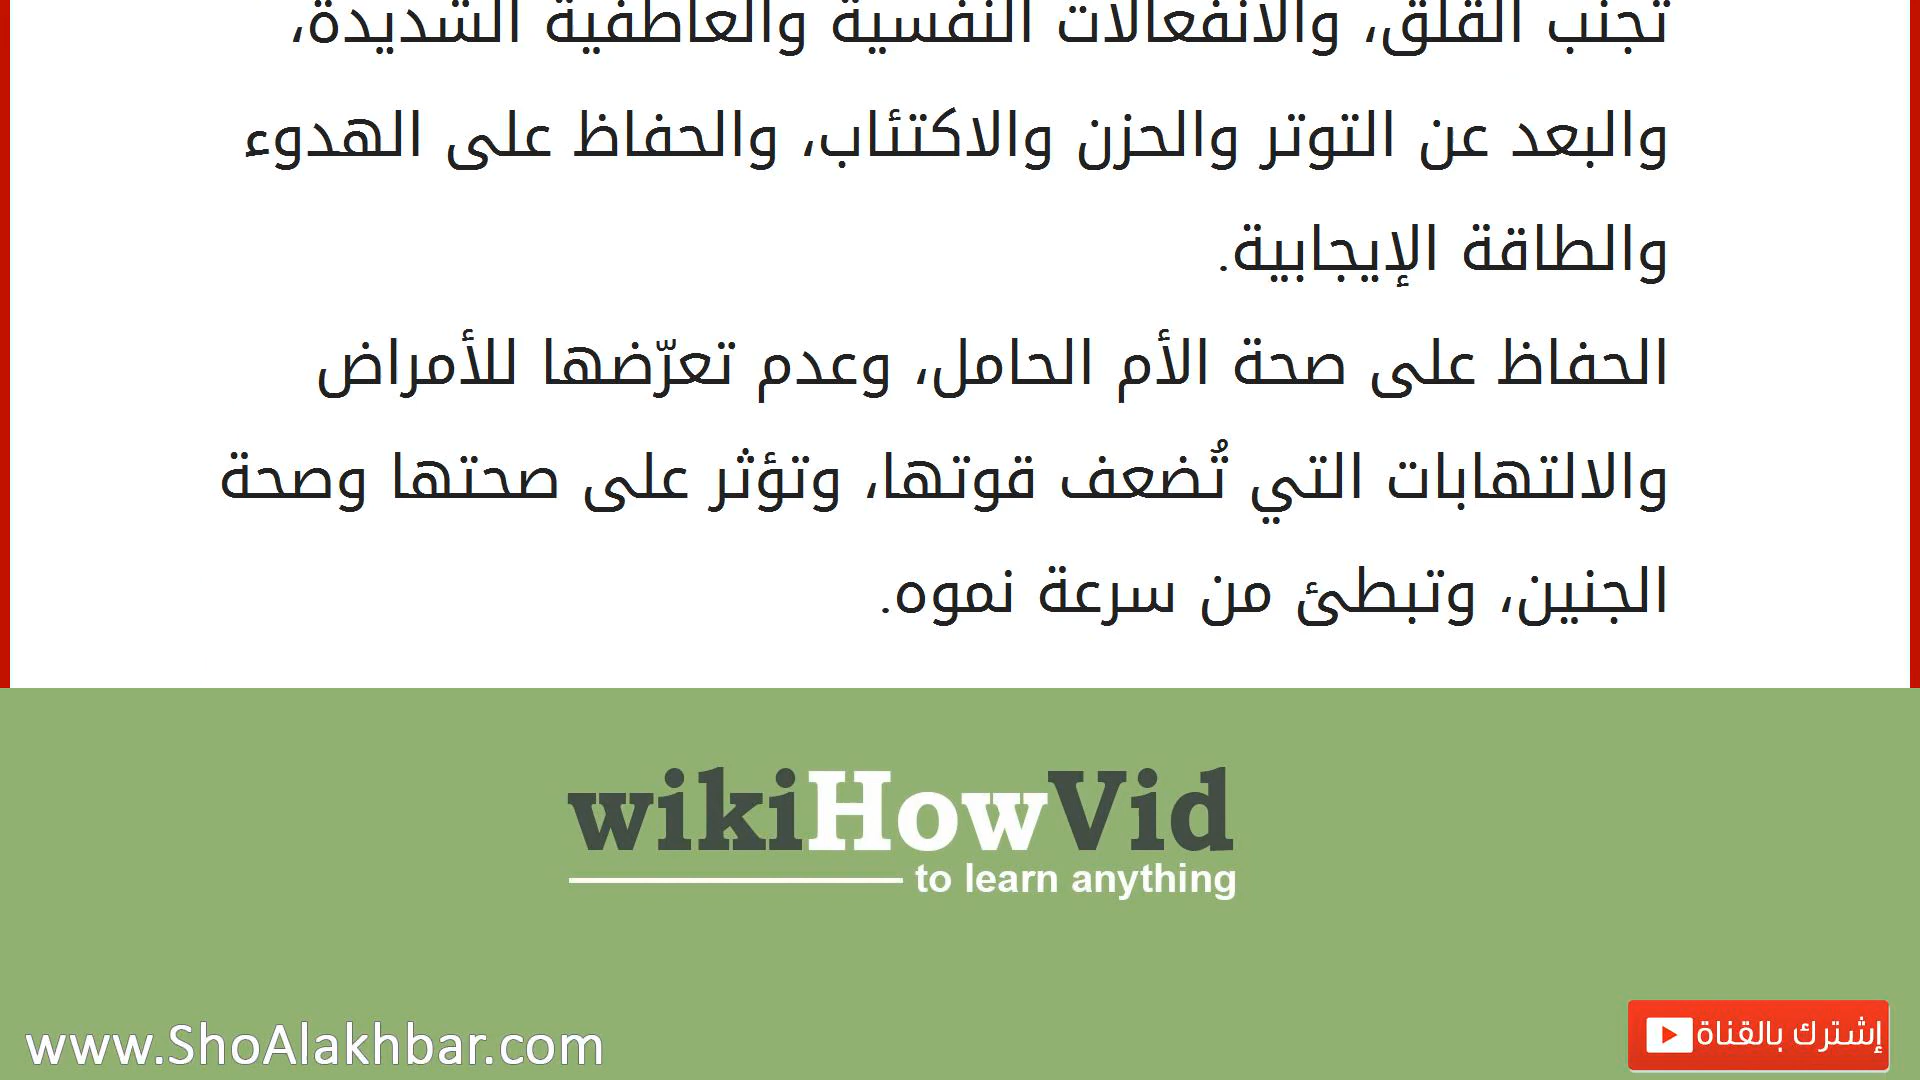 تجنب القلق، والانفعالات النفسية والعاطفية الشديدة،
والبعد عن التوتر والحزن والاكتئاب، والحفاظ على الهدوء
والطاقة الإيجابية.
الحفاظ على صحة الأم الحامل، وعدم تعرّضها للأمراض
والالتهابات التي تُضعف قوتها، وتؤثر على صحتها وصحة
الجنين، وتبطئ من سرعة نموه.
wikiHowVid
to learn anything
www.ShoAlakhbar.com
إشترك بالقناة